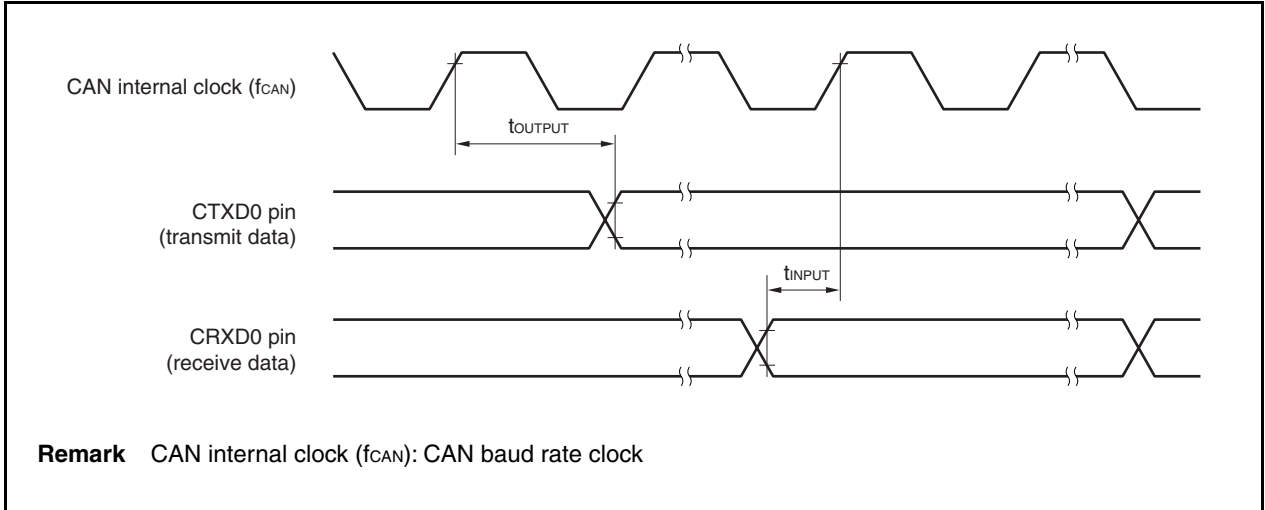 CAN internal clock (fCAN)
tOUTPUT
CTXD0 pin
(transmit data)
tINPUT
CRXD0 pin
(receive data)
Remark CAN internal clock (fCAN): CAN baud rate clock